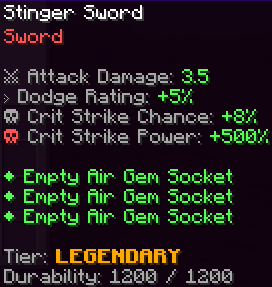 Stinger Sword
Sword
⚔ Attack Damage: 3.5
› Dodge Rating: +5%
☠ Crit Strike Chance: +8%
☠ Crit Strike Power: +500%
✦ Empty Air Gem Socket
✦ Empty Air Gem Socket
✦ Empty Air Gem Socket
Tier: LEGENDARY
Durability: 1200 / 1200